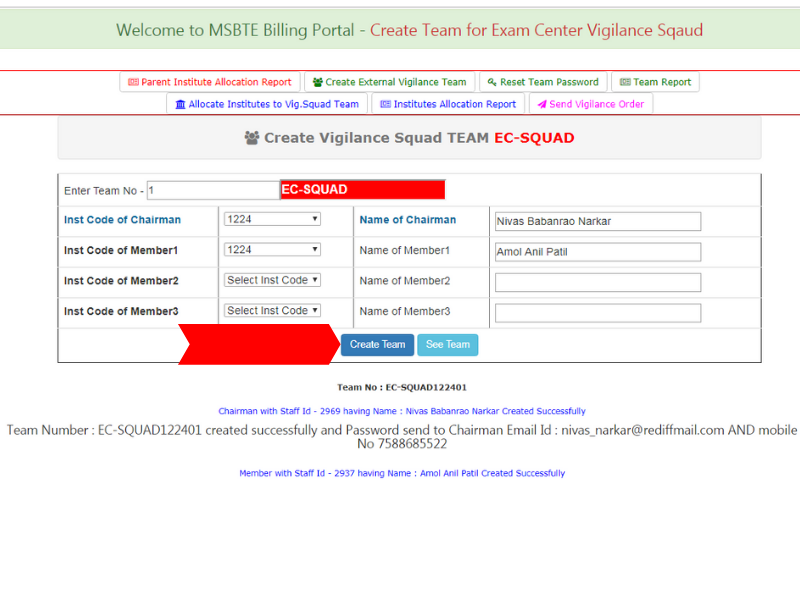 Welcome to MSBTE Billing Portal - Create Team for Exam Center Vigilance Sqaud
Parent Institute Allocation Report Create External Vigilance Team Reset Team Password Team Report
Allocate Institutes to Vig.Squad Team Institutes Allocation Report Send Vigilance Order
Create Vigilance Squad TEAM EC-SQUAD
Enter Team No - 1 EC-SQUAD
Inst Code of Chairman 1224 Name of Chairman Nivas Babanrao Narkar
Inst Code of Member1 1224 Name of Member1 Amol Anil Patil
Inst Code of Member2 Select Inst Code Name of Member2
Inst Code of Member3 Select Inst Code Name of Member3
Create Team See Team
Team No : EC-SQUAD122401
Chairman with Staff Id - 2969 having Name : Nivas Babanrao Narkar Created Successfully
Team Number : EC-SQUAD122401 created successfully and Password send to Chairman Email Id : nivas_narkar@rediffmail.com AND mobile
No 7588685522
Member with Staff Id - 2937 having Name : Amol Anil Patil Created Successfully